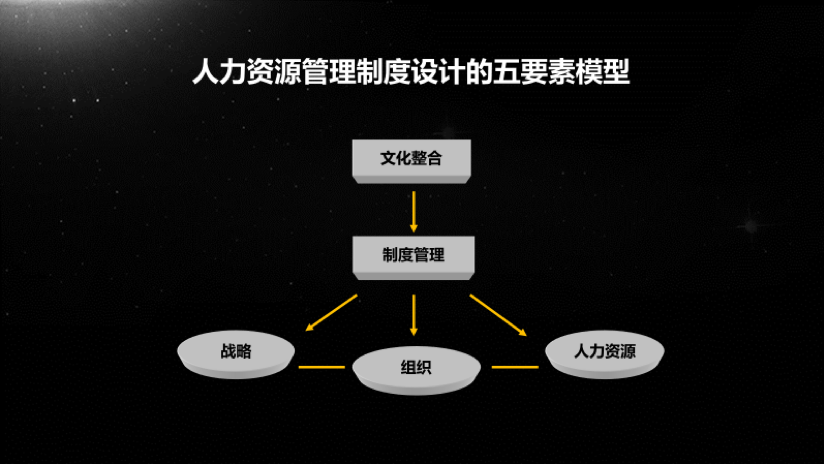 人力资源管理制度设计的五要素模型
文化整合
制度管理
战略
组织
人力资源